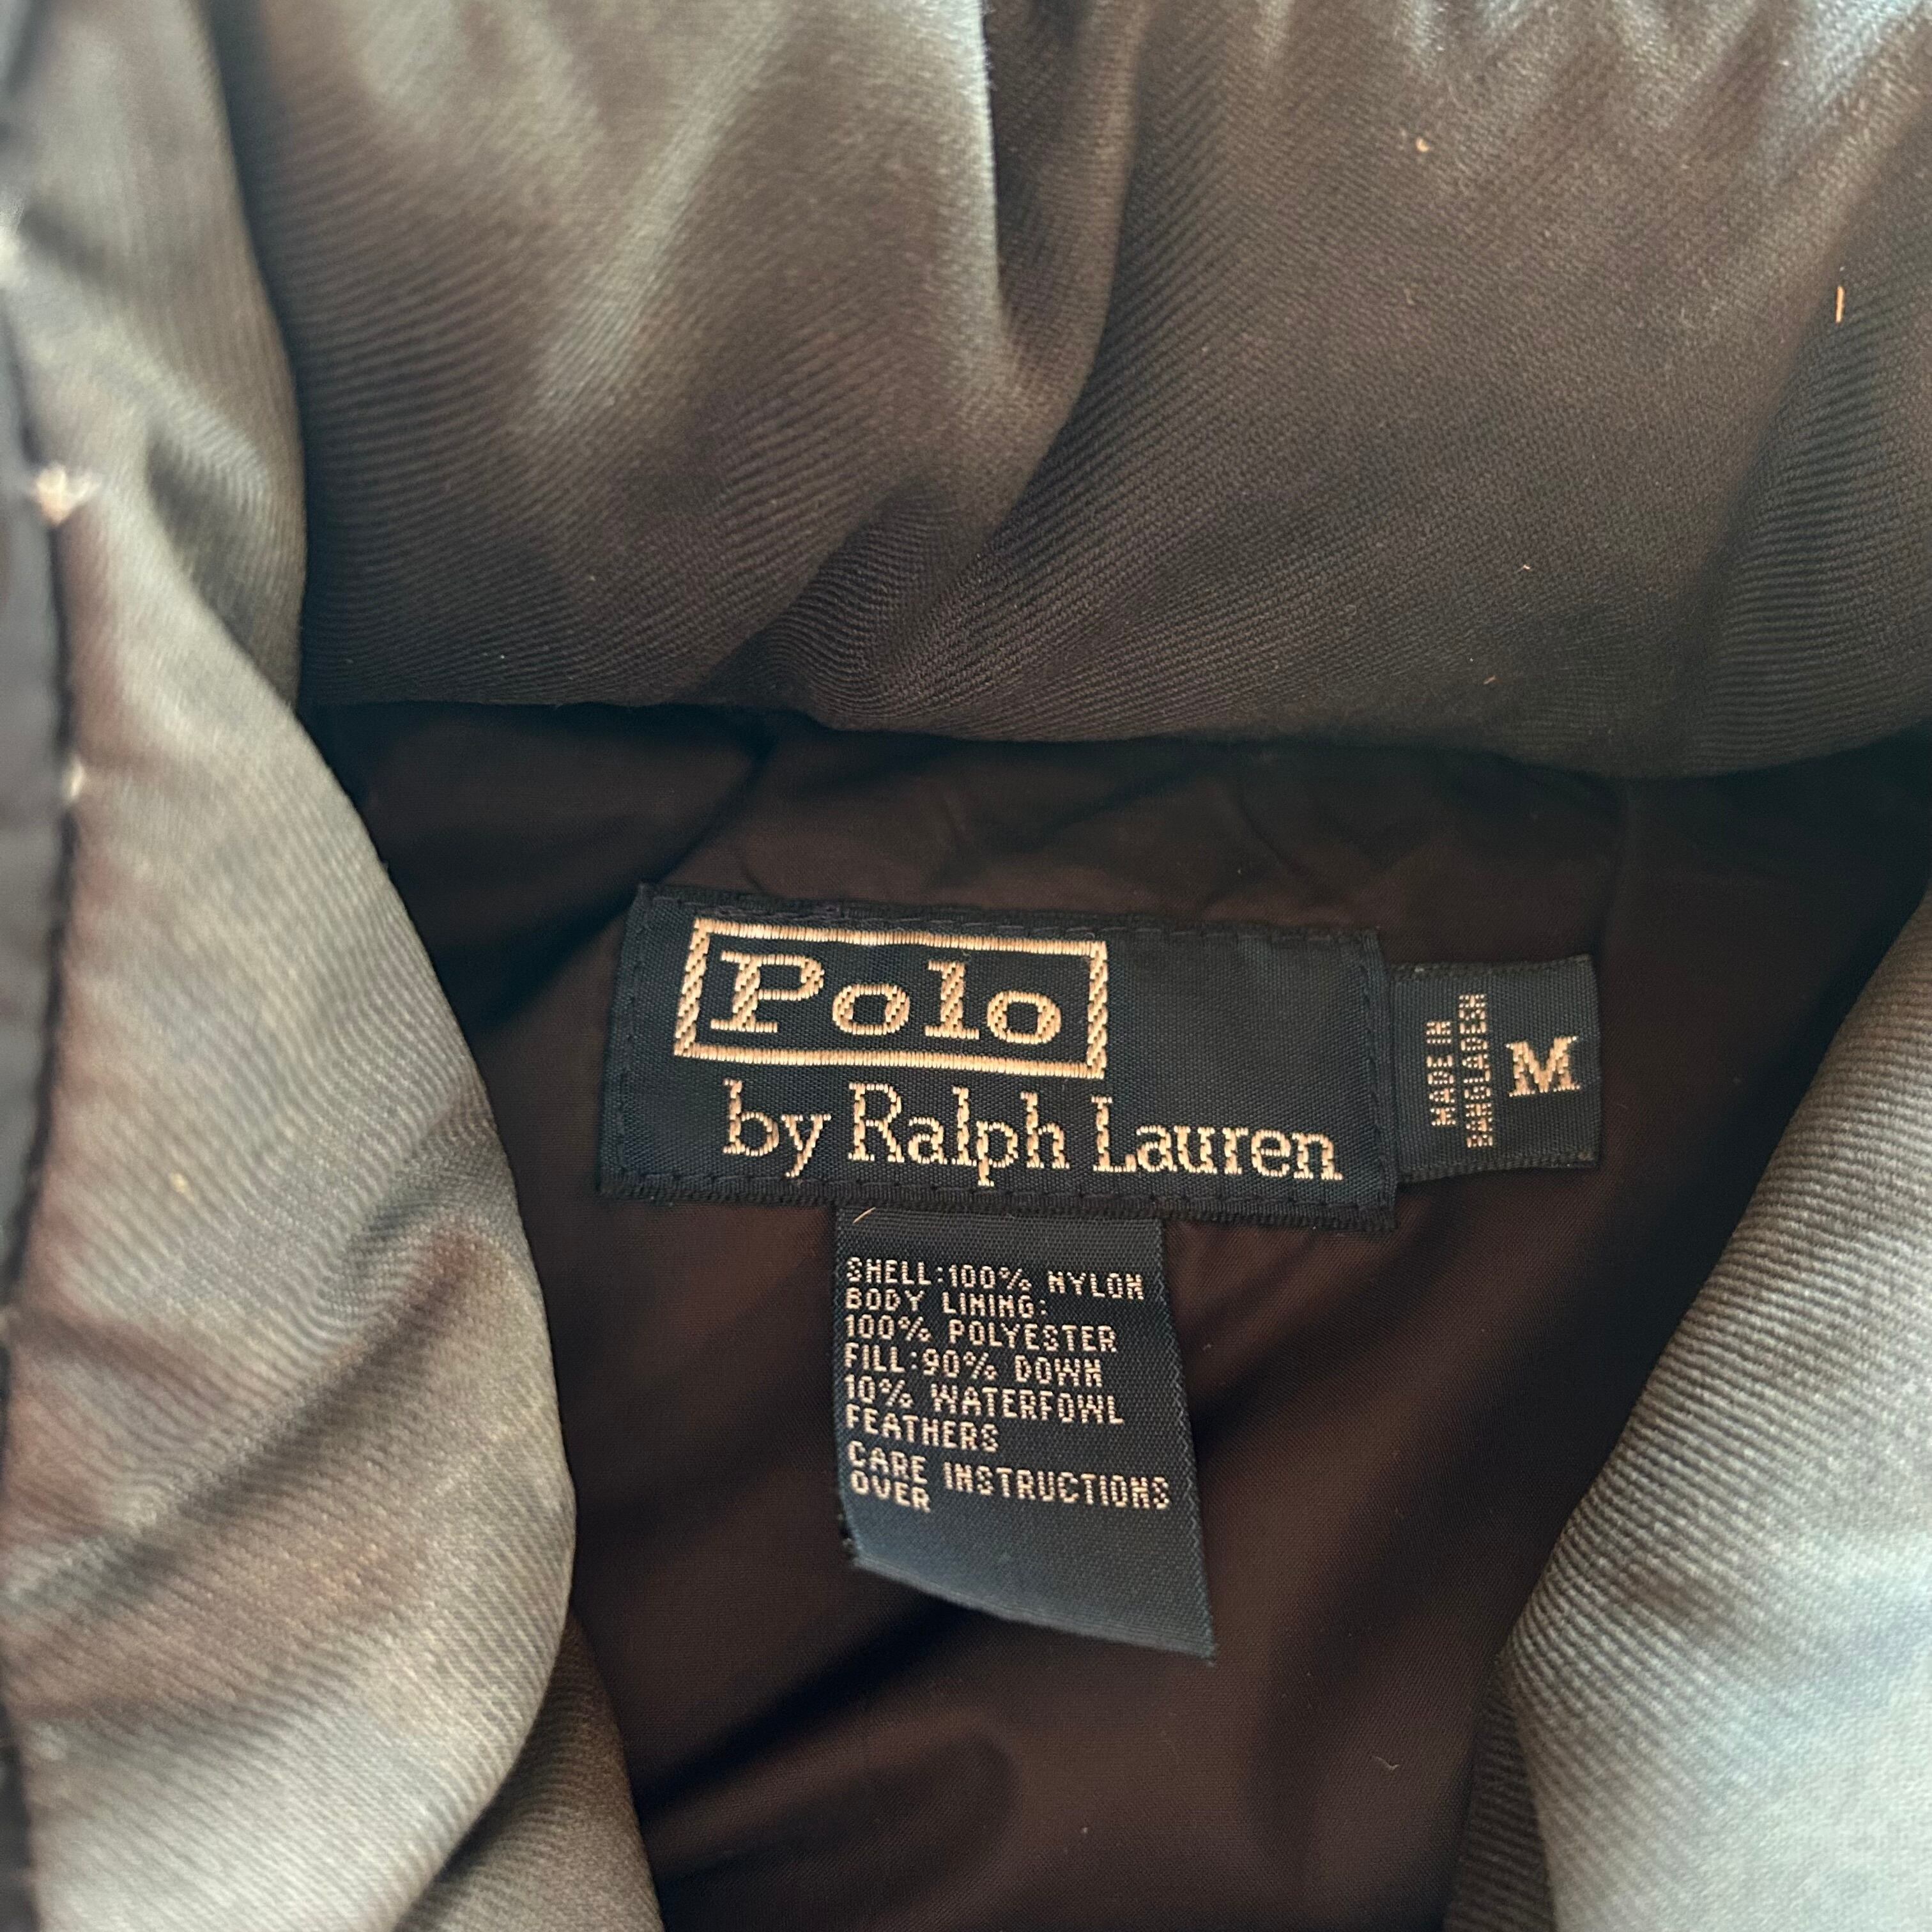 Polo
by Ralph Lauren
MADE IN
BANGLADESH
M
SHELL:100% NYLON
BODY LINING:
100% POLYESTER
FILL:90% DOWN
10% WATERFOWL
FEATHERS
CARE INSTRUCTIONS
OVER